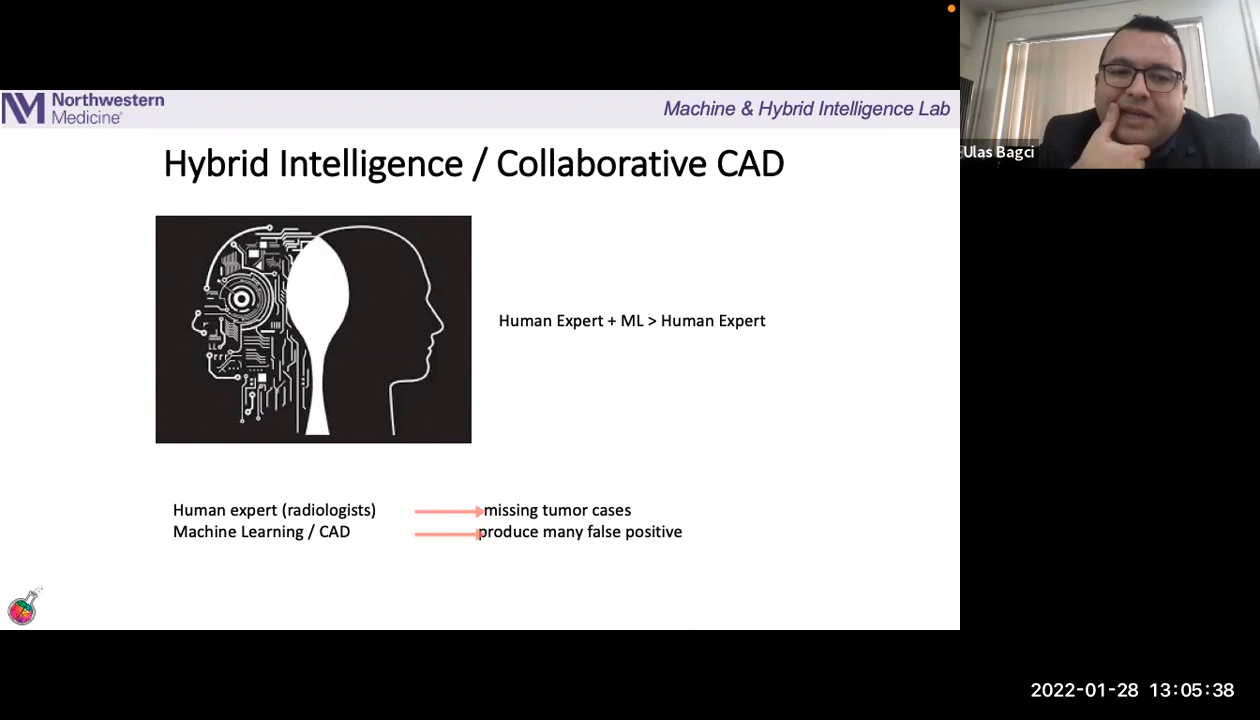 Northwestern
Medicine®
Machine & Hybrid Intelligence Lab
Ulas Bagci
Hybrid Intelligence / Collaborative CAD
Human Expert + ML > Human Expert
Human expert (radiologists) missing tumor cases
Machine Learning / CAD produce many false positive
2022-01-28 13:05:38